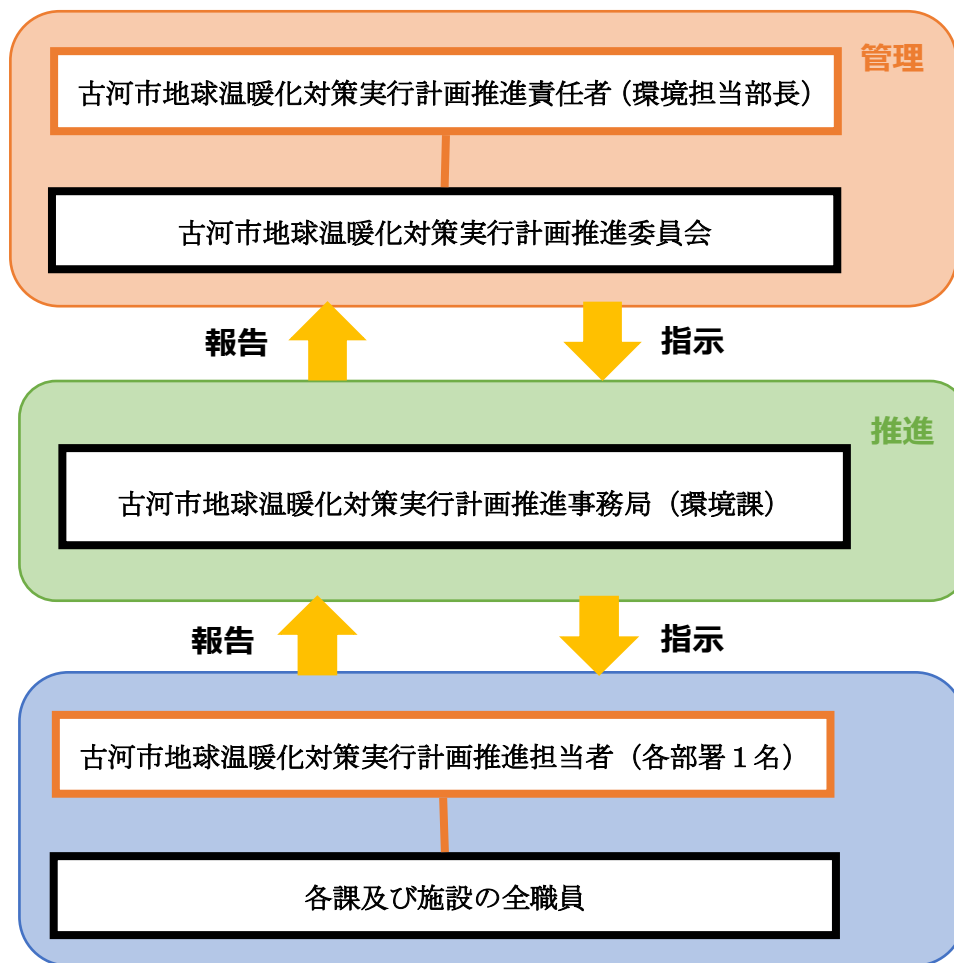 管理
古河市地球温暖化対策実行計画推進責任者（環境担当部長）
古河市地球温暖化対策実行計画推進委員会
報告
指示
推進
古河市地球温暖化対策実行計画推進事務局（環境課）
報告
指示
古河市地球温暖化対策実行計画推進担当者（各部署１名）
各課及び施設の全職員